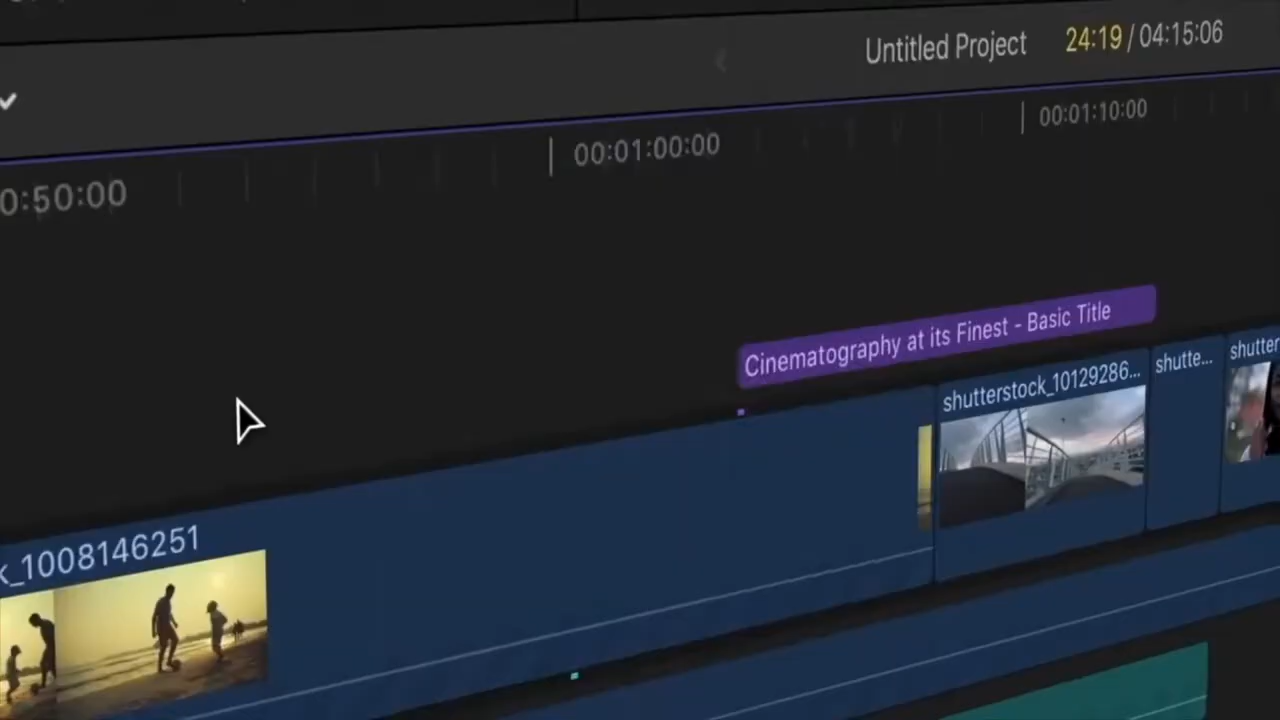 Untitled Project 24:19 / 04:15:06
0:50:00 00:01:00:00 00:01:10:00
Cinematography at its Finest - Basic Title
k_1008146251 shutterstock_10129286... shutte... shutter